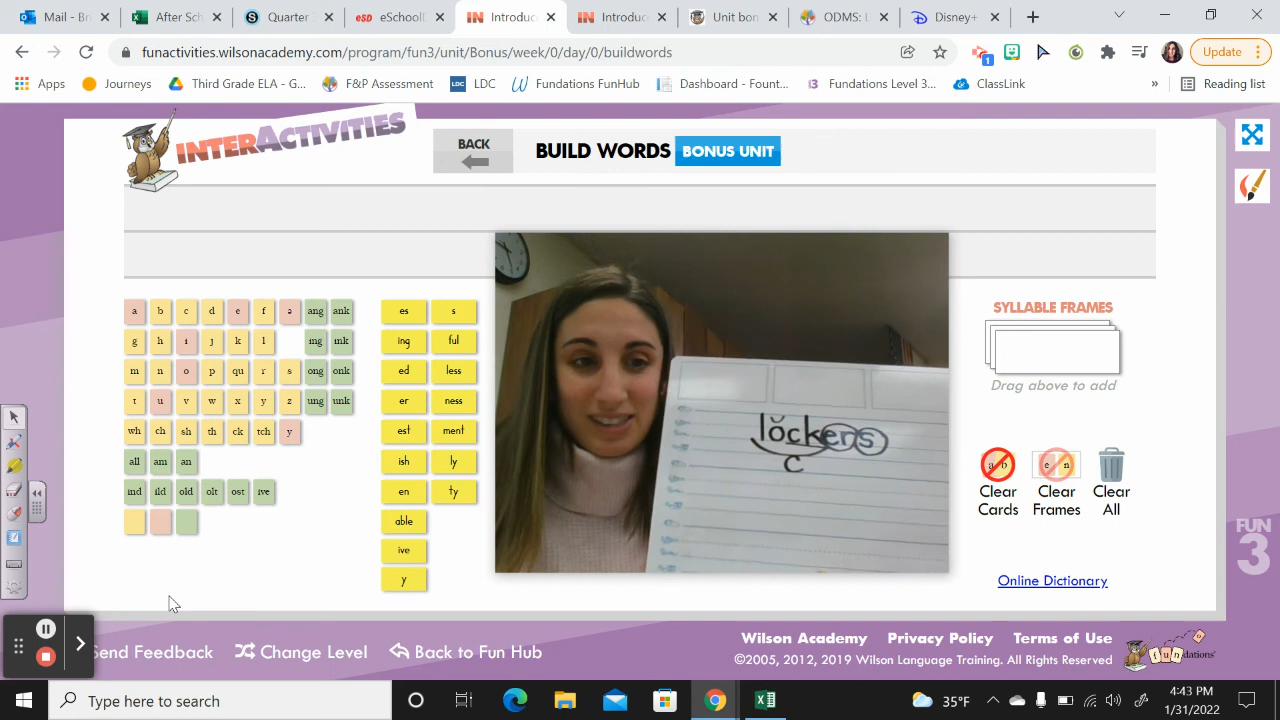 Mail - Br
After Sch
Quarter
eSchoolD
Introduc
Introduc
Unit bon
ODMS: L
Disney+
funactivities.wilsonacademy.com/program/fun3/unit/Bonus/week/0/day/0/buildwords
1
Update
Apps
Journeys
Third Grade ELA - G...
F&P Assessment
LDC
Fundations FunHub
Dashboard - Fount...
Fundations Level 3...
ClassLink
»
Reading list
INTERACTIVITIES
BACK
BUILD WORDS
BONUS UNIT
a b c d e f ə ang ank
g h i j k l ing ink
m n o p qu r s ong onk
t u v w x y z ung unk
wh ch sh th ck tch y
all am an
ind ild old olt ost ive
es s
ing ful
ed less
er ness
est ment
ish ly
en ty
able
ive
y
lŏckers
c
SYLLABLE FRAMES
Drag above to add
a b
e n
Clear Cards
Clear Frames
Clear All
Online Dictionary
FUN
3
Send Feedback
Change Level
Back to Fun Hub
Wilson Academy
Privacy Policy
Terms of Use
©2005, 2012, 2019 Wilson Language Training. All Rights Reserved
fundations
Type here to search
35°F
4:43 PM
1/31/2022